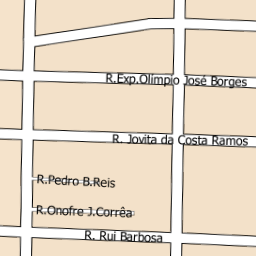 R.Exp.Olímpio José Borges
R. Jovita da Costa Ramos
R.Pedro B.Reis
R.Onofre J.Corrêa
R. Rui Barbosa